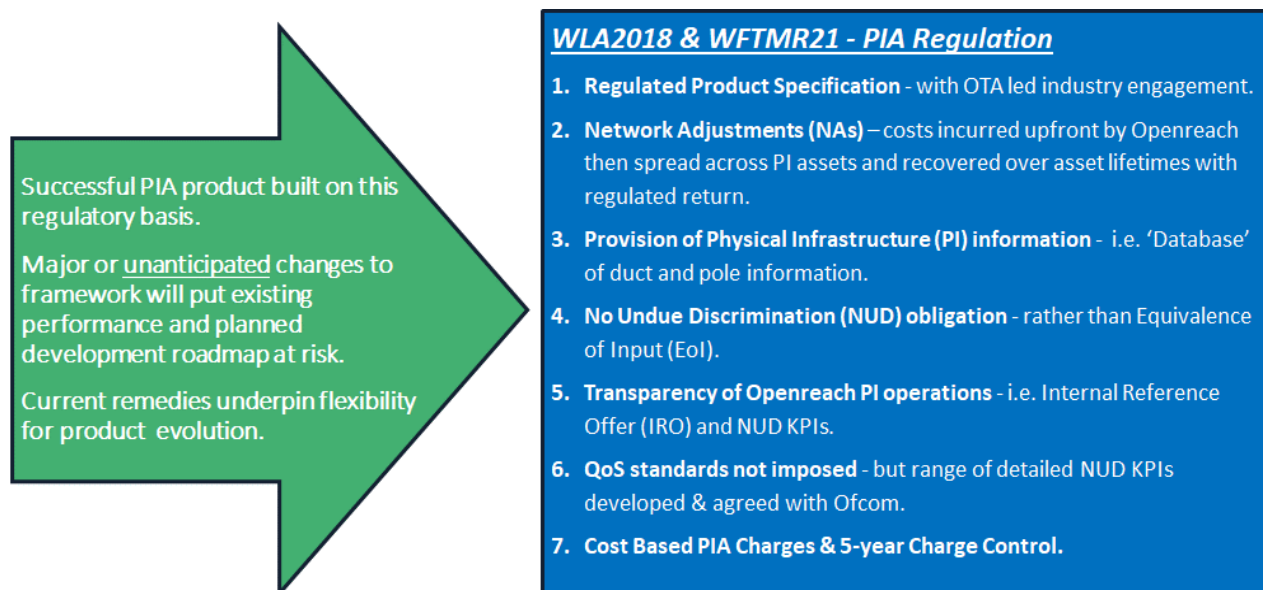 Successful PIA product built on this
regulatory basis.
Major or unanticipated changes to
framework will put existing
performance and planned
development roadmap at risk.
Current remedies underpin flexibility
for product evolution.
WLA2018 & WFTMR21 - PIA Regulation
1. Regulated Product Specification - with OTA led industry engagement.
2. Network Adjustments (NAs) – costs incurred upfront by Openreach
then spread across PI assets and recovered over asset lifetimes with
regulated return.
3. Provision of Physical Infrastructure (PI) information - i.e. ‘Database’
of duct and pole information.
4. No Undue Discrimination (NUD) obligation - rather than Equivalence
of Input (EoI).
5. Transparency of Openreach PI operations - i.e. Internal Reference
Offer (IRO) and NUD KPIs.
6. QoS standards not imposed - but range of detailed NUD KPIs
developed & agreed with Ofcom.
7. Cost Based PIA Charges & 5-year Charge Control.